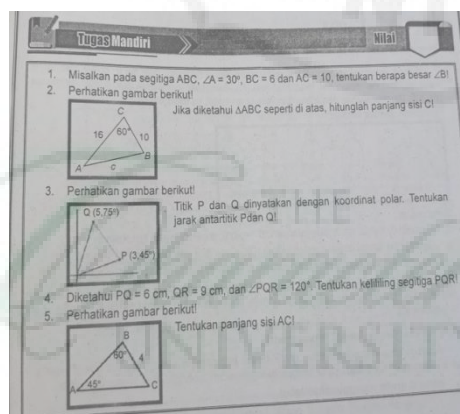 Tugas Mandiri
Nilai
1. Misalkan pada segitiga ABC, ∠A = 30°, BC = 6 dan AC = 10, tentukan berapa besar ∠B!
2. Perhatikan gambar berikut!
Jika diketahui ΔABC seperti di atas, hitunglah panjang sisi C!
C
16 60° 10
B
A c
3. Perhatikan gambar berikut!
Titik P dan Q dinyatakan dengan koordinat polar. Tentukan
jarak antartitik Pdan Q!
Q (5,75°)
P (3,45°)
4. Diketahui PQ = 6 cm, QR = 9 cm, dan ∠PQR = 120°. Tentukan keliling segitiga PQR!
5. Perhatikan gambar berikut!
Tentukan panjang sisi AC!
B
60° 4
A 45° C
THE
Character
UNIVERSITY